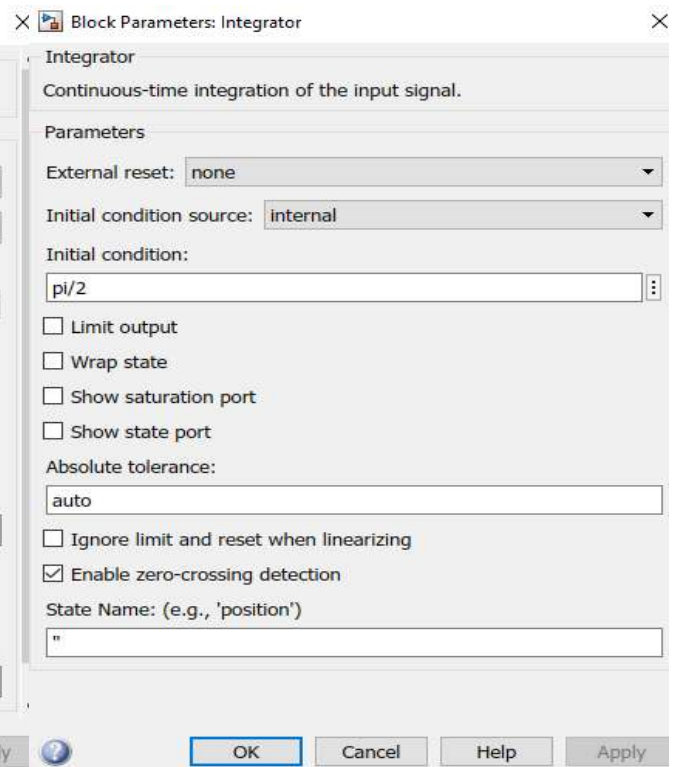 Block Parameters: Integrator
Integrator
Continuous-time integration of the input signal.
Parameters
External reset: none
Initial condition source: internal
Initial condition:
pi/2
Limit output
Wrap state
Show saturation port
Show state port
Absolute tolerance:
auto
Ignore limit and reset when linearizing
Enable zero-crossing detection
State Name: (e.g., 'position')
''
OK Cancel Help Apply